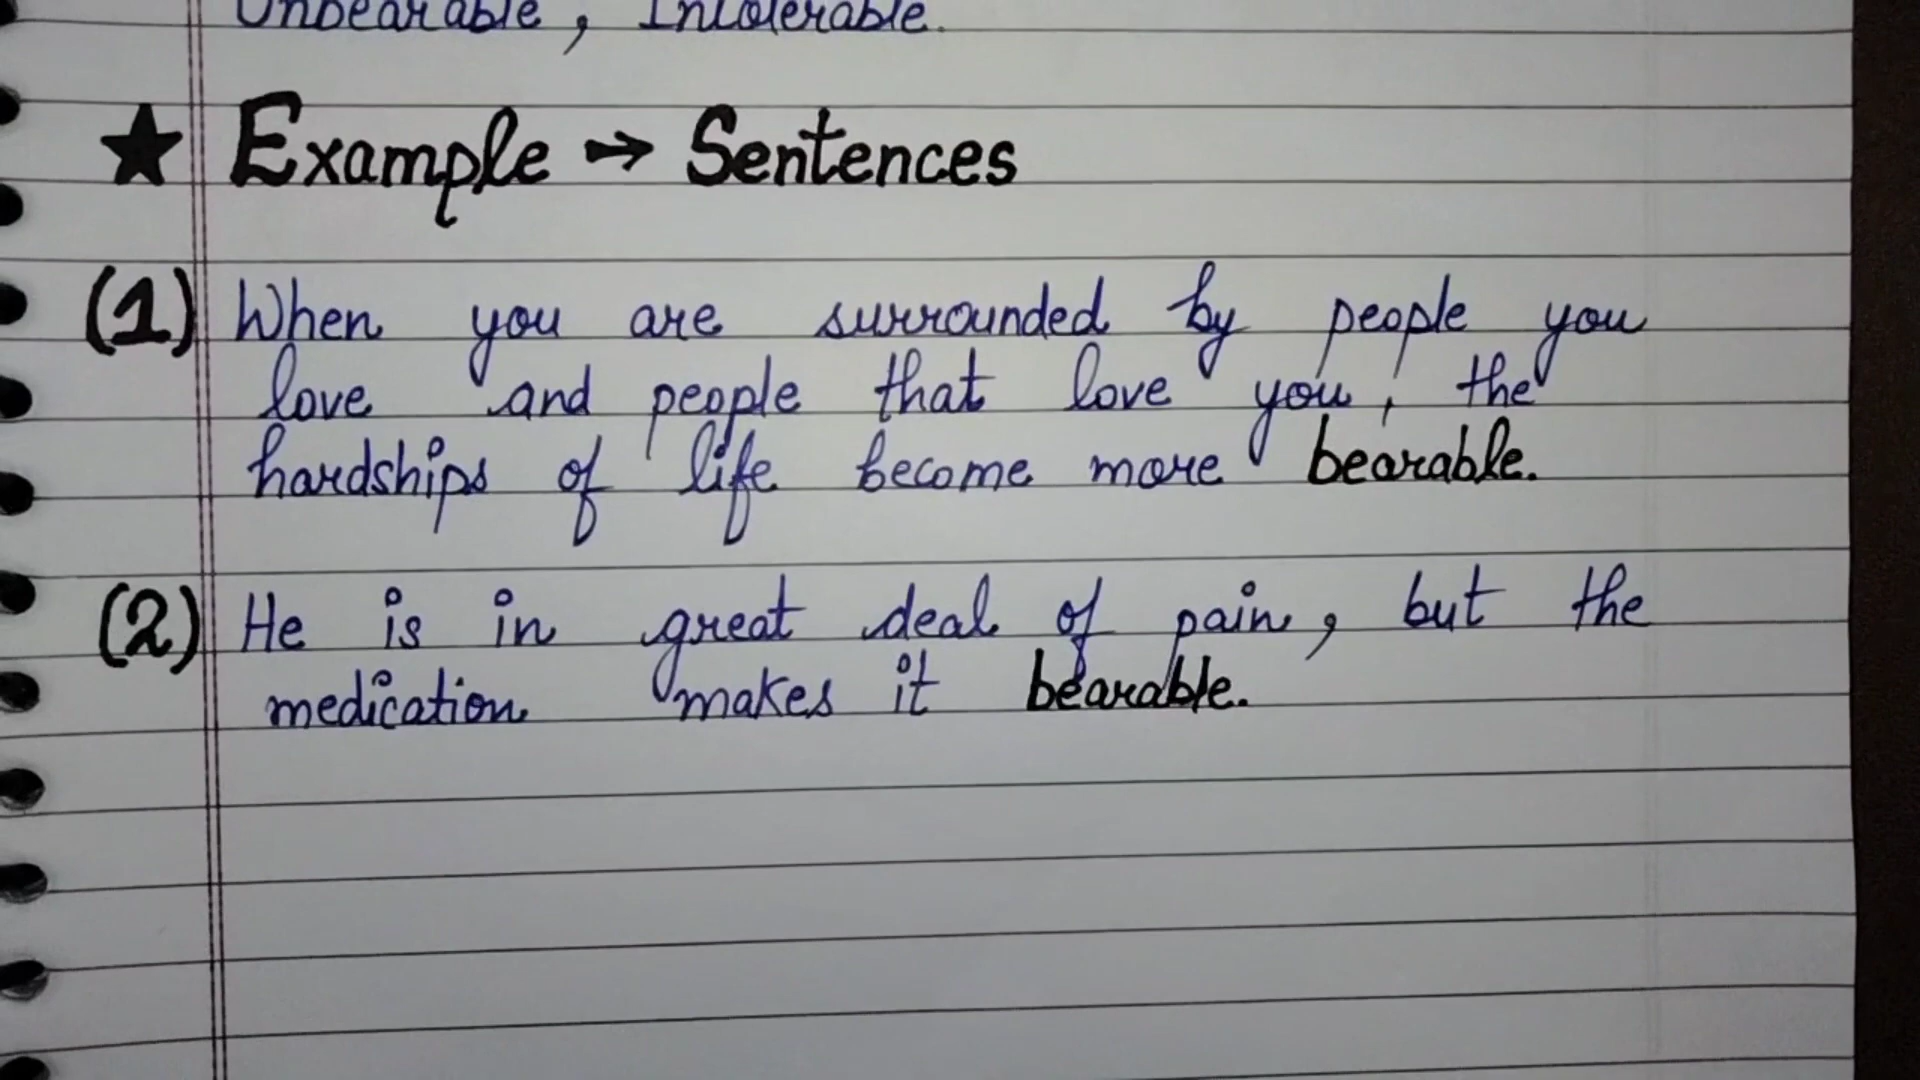 Unbearable, Intolerable.
★ Example → Sentences
(1) When you are surrounded by people you
love and people that love you, the
hardships of life become more bearable.
(2) He is in great deal of pain, but the
medication makes it bearable.